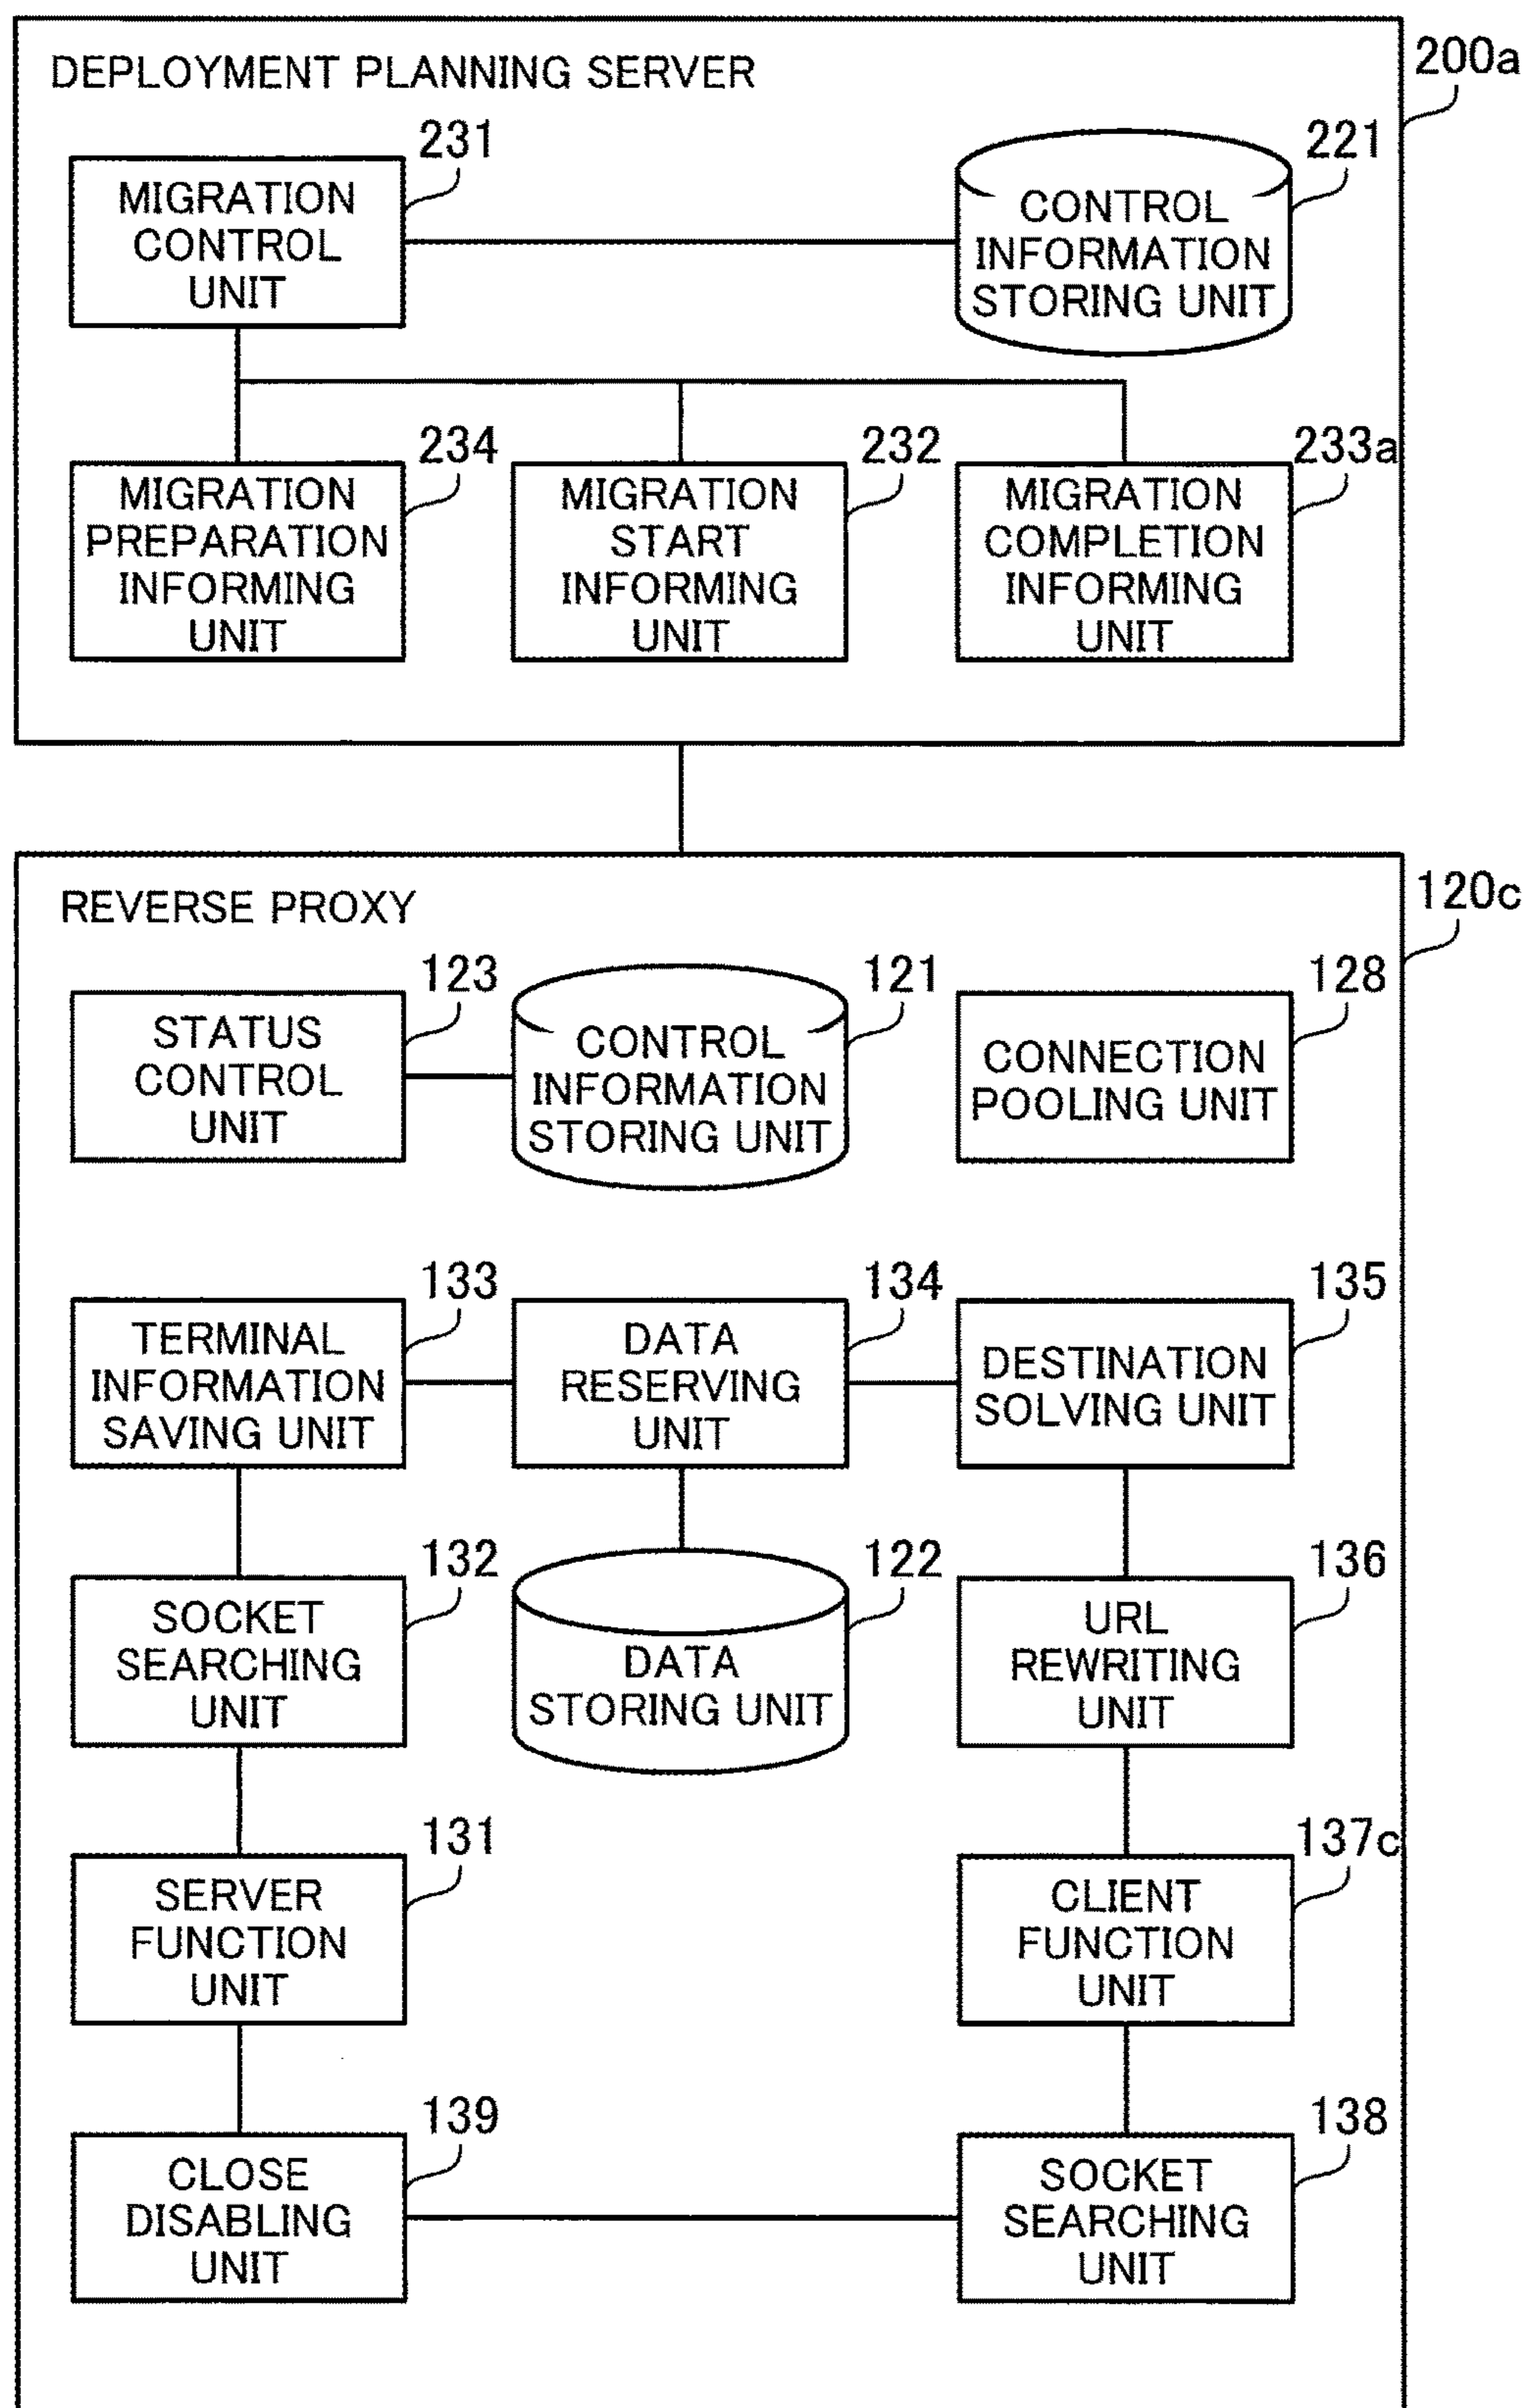 DEPLOYMENT PLANNING SERVER
200a
231
MIGRATION
CONTROL
UNIT
221
CONTROL
INFORMATION
STORING UNIT
234
MIGRATION
PREPARATION
INFORMING
UNIT
232
MIGRATION
START
INFORMING
UNIT
233a
MIGRATION
COMPLETION
INFORMING
UNIT
REVERSE PROXY
120c
123
STATUS
CONTROL
UNIT
121
CONTROL
INFORMATION
STORING UNIT
128
CONNECTION
POOLING UNIT
133
TERMINAL
INFORMATION
SAVING UNIT
134
DATA
RESERVING
UNIT
135
DESTINATION
SOLVING UNIT
132
SOCKET
SEARCHING
UNIT
122
DATA
STORING UNIT
136
URL
REWRITING
UNIT
131
SERVER
FUNCTION
UNIT
137c
CLIENT
FUNCTION
UNIT
139
CLOSE
DISABLING
UNIT
138
SOCKET
SEARCHING
UNIT